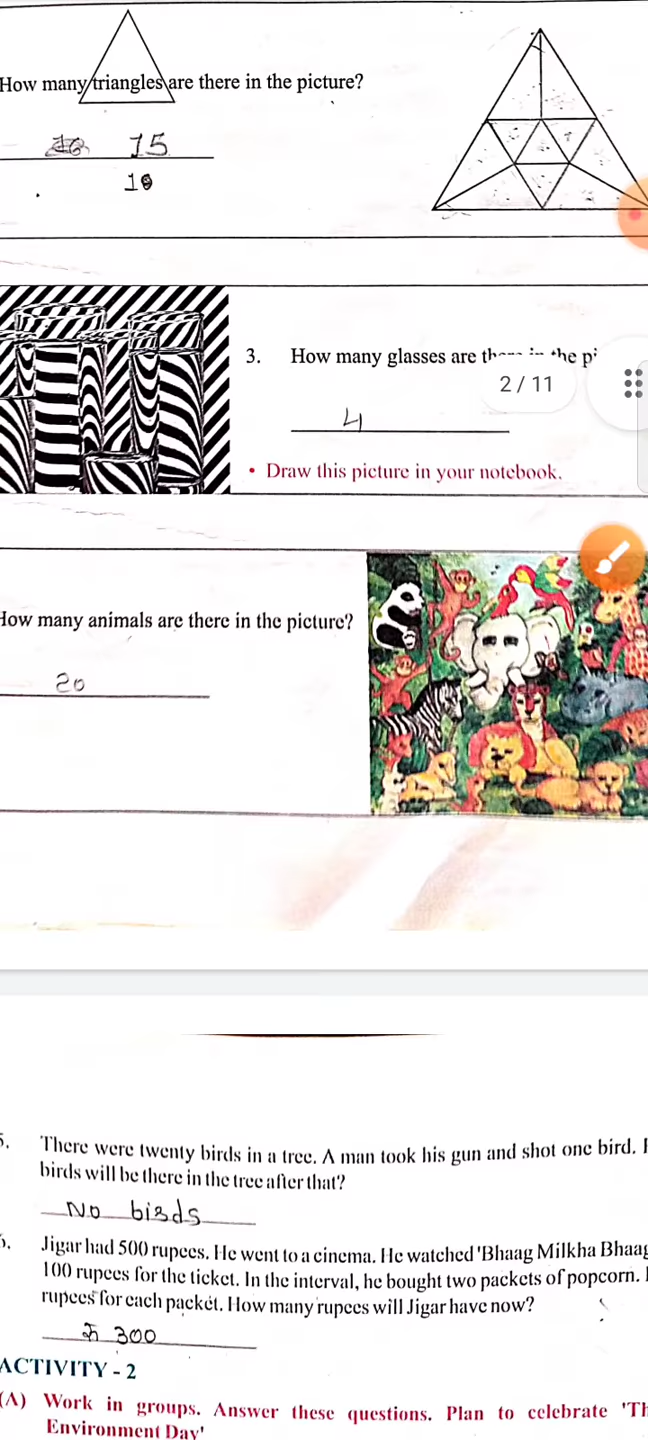 How many triangles are there in the picture?
15
10
3. How many glasses are there in the
2 / 11
4
• Draw this picture in your notebook.
How many animals are there in the picture?
20
There were twenty birds in a tree. A man took his gun and shot one bird.
birds will be there in the tree after that?
No birds
Jigar had 500 rupees. He went to a cinema. He watched 'Bhaag Milkha Bhaag
100 rupees for the ticket. In the interval, he bought two packets of popcorn.
rupees for each packet. How many rupees will Jigar have now?
300
ACTIVITY - 2
(A) Work in groups. Answer these questions. Plan to celebrate
Environment Day'